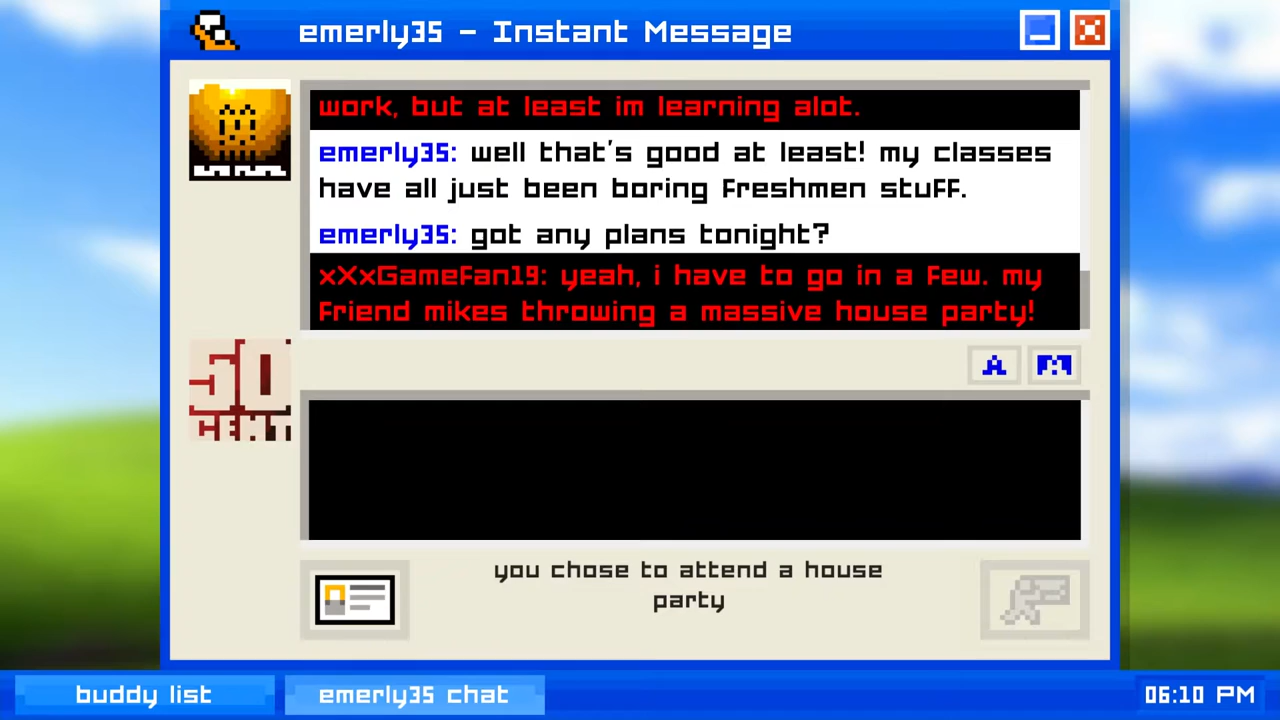 emerly35 - Instant Message
work, but at least im learning alot.
emerly35: well that's good at least! my classes
have all just been boring freshmen stuff.
emerly35: got any plans tonight?
xXxGameFan19: yeah, i have to go in a few. my
friend mikes throwing a massive house party!
50
CENT
A
you chose to attend a house
party
buddy list
emerly35 chat
06:10 PM